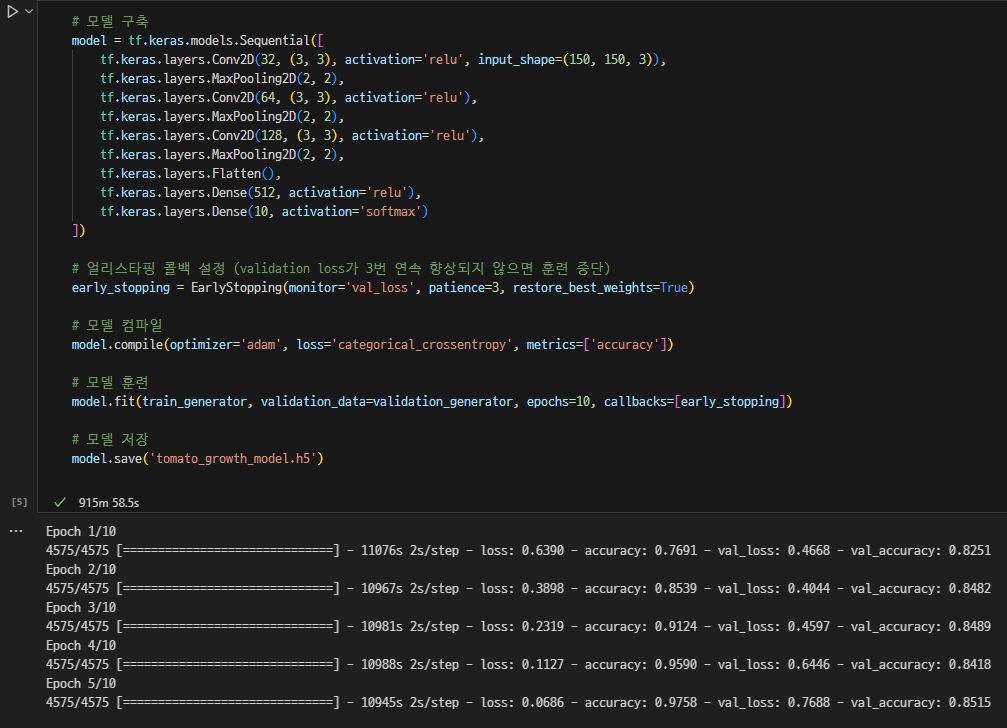 # 모델 구축
model = tf.keras.models.Sequential([
    tf.keras.layers.Conv2D(32, (3, 3), activation='relu', input_shape=(150, 150, 3)),
    tf.keras.layers.MaxPooling2D(2, 2),
    tf.keras.layers.Conv2D(64, (3, 3), activation='relu'),
    tf.keras.layers.MaxPooling2D(2, 2),
    tf.keras.layers.Conv2D(128, (3, 3), activation='relu'),
    tf.keras.layers.MaxPooling2D(2, 2),
    tf.keras.layers.Flatten(),
    tf.keras.layers.Dense(512, activation='relu'),
    tf.keras.layers.Dense(10, activation='softmax')
])
# 얼리스타핑 콜백 설정 (validation loss가 3번 연속 향상되지 않으면 훈련 중단)
early_stopping = EarlyStopping(monitor='val_loss', patience=3, restore_best_weights=True)
# 모델 컴파일
model.compile(optimizer='adam', loss='categorical_crossentropy', metrics=['accuracy'])
# 모델 훈련
model.fit(train_generator, validation_data=validation_generator, epochs=10, callbacks=[early_stopping])
# 모델 저장
model.save('tomato_growth_model.h5')
[5] 915m 58.5s
... Epoch 1/10
4575/4575 [==============================] - 11076s 2s/step - loss: 0.6390 - accuracy: 0.7691 - val_loss: 0.4668 - val_accuracy: 0.8251
Epoch 2/10
4575/4575 [==============================] - 10967s 2s/step - loss: 0.3898 - accuracy: 0.8539 - val_loss: 0.4044 - val_accuracy: 0.8482
Epoch 3/10
4575/4575 [==============================] - 10981s 2s/step - loss: 0.2319 - accuracy: 0.9124 - val_loss: 0.4597 - val_accuracy: 0.8489
Epoch 4/10
4575/4575 [==============================] - 10988s 2s/step - loss: 0.1127 - accuracy: 0.9590 - val_loss: 0.6446 - val_accuracy: 0.8418
Epoch 5/10
4575/4575 [==============================] - 10945s 2s/step - loss: 0.0686 - accuracy: 0.9758 - val_loss: 0.7688 - val_accuracy: 0.8515